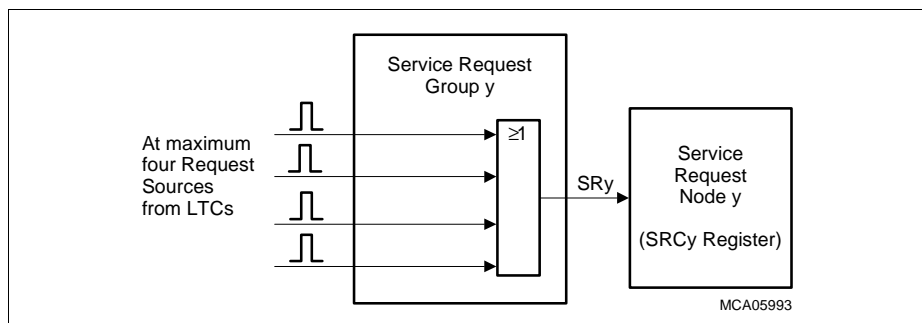 Service Request
Group y
At maximum
four Request
Sources
from LTCs
≥1
SRy
Service
Request
Node y
(SRCy Register)
MCA05993